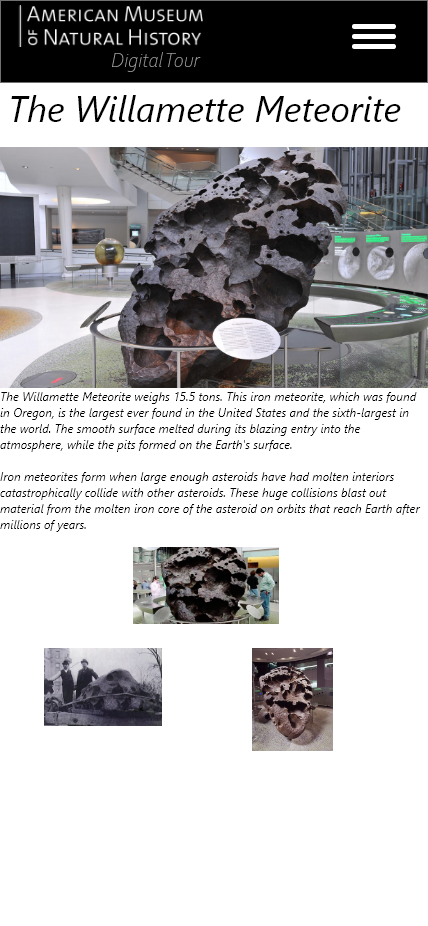 AMERICAN MUSEUM
OF NATURAL HISTORY
Digital Tour
The Willamette Meteorite
The Willamette Meteorite weighs 15.5 tons. This iron meteorite, which was found
in Oregon, is the largest ever found in the United States and the sixth-largest in
the world. The smooth surface melted during its blazing entry into the
atmosphere, while the pits formed on the Earth's surface.
Iron meteorites form when large enough asteroids have had molten interiors
catastrophically collide with other asteroids. These huge collisions blast out
material from the molten iron core of the asteroid on orbits that reach Earth after
millions of years.